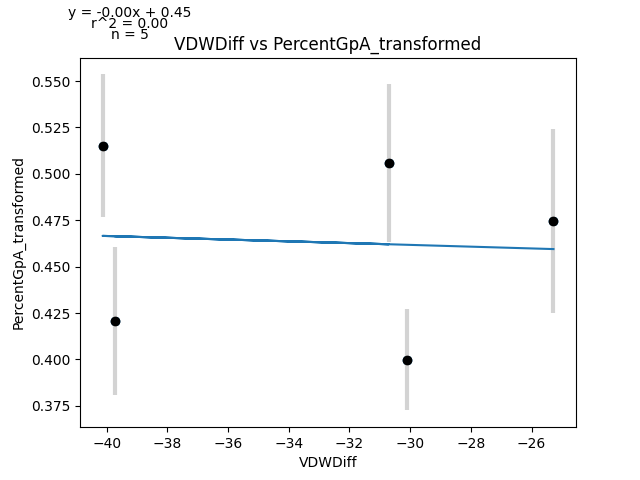 y = -0.00x + 0.45
r^2 = 0.00
n = 5
VDWDiff vs PercentGpA_transformed
0.550
0.525
0.500
0.475
0.450
0.425
0.400
0.375
PercentGpA_transformed
−40 −38 −36 −34 −32 −30 −28 −26
VDWDiff